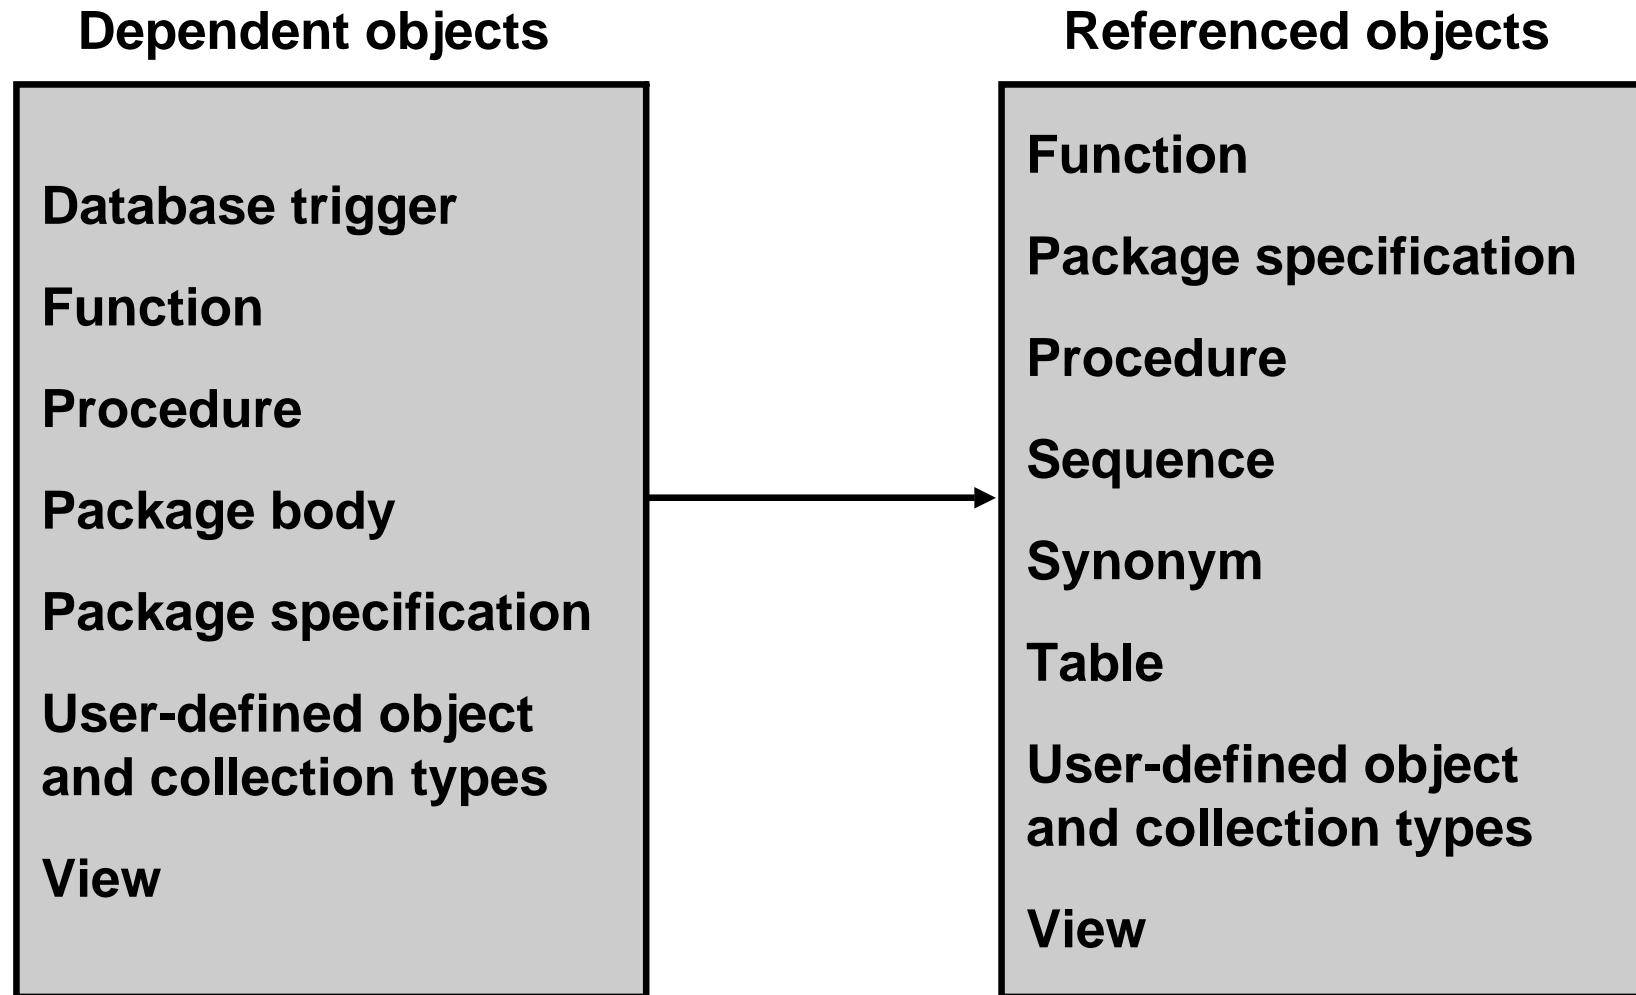 Dependent objects
Database trigger
Function
Procedure
Package body
Package specification
User-defined object
and collection types
View
Referenced objects
Function
Package specification
Procedure
Sequence
Synonym
Table
User-defined object
and collection types
View